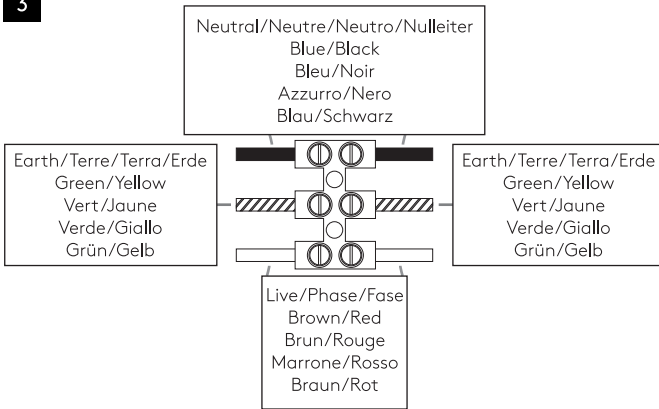 3
Neutral/Neutre/Neutro/Nulleiter
Blue/Black
Bleu/Noir
Azzurro/Nero
Blau/Schwarz
Earth/Terre/Terra/Erde
Green/Yellow
Vert/Jaune
Verde/Giallo
Grün/Gelb
Earth/Terre/Terra/Erde
Green/Yellow
Vert/Jaune
Verde/Giallo
Grün/Gelb
Live/Phase/Fase
Brown/Red
Brun/Rouge
Marrone/Rosso
Braun/Rot